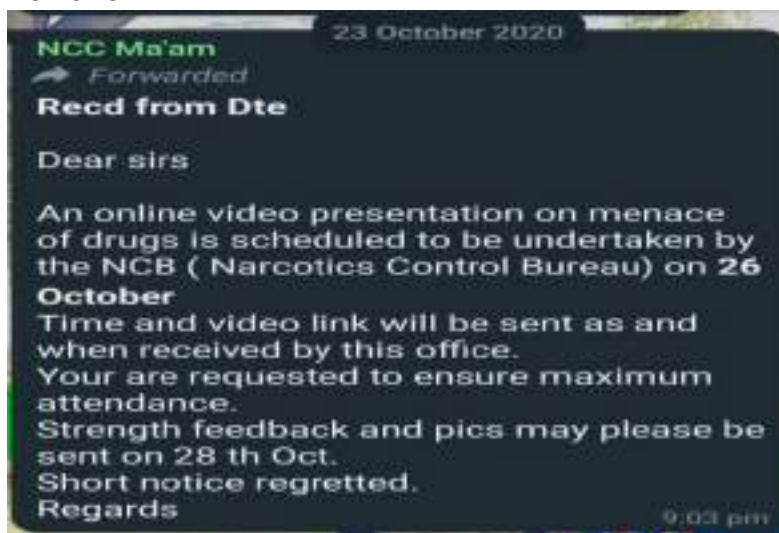 23 October 2020
NCC Ma'am
Forwarded
Recd from Dte
Dear sirs
An online video presentation on menace
of drugs is scheduled to be undertaken by
the NCB ( Narcotics Control Bureau) on 26
October
Time and video link will be sent as and
when received by this office.
Your are requested to ensure maximum
attendance.
Strength feedback and pics may please be
sent on 28 th Oct.
Short notice regretted.
Regards
9:03 pm